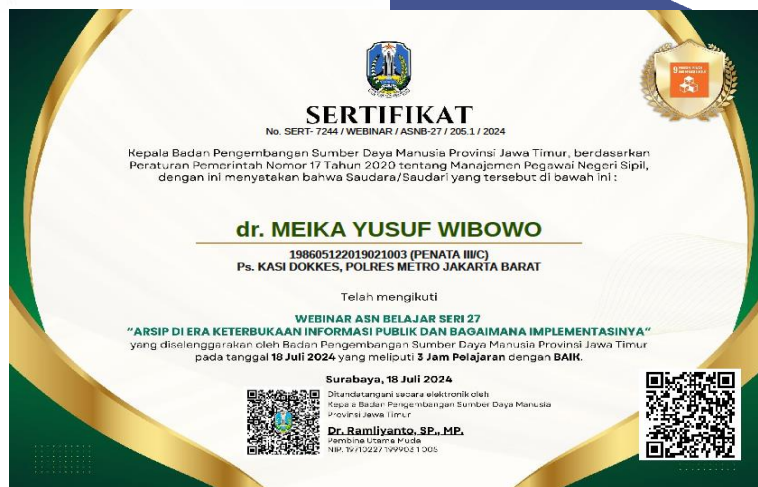 SERTIFIKAT
No. SERT- 7244 / WEBINAR / ASNB-27 / 205.1 / 2024
Kepala Badan Pengembangan Sumber Daya Manusia Provinsi Jawa Timur, berdasarkan
Peraturan Pemerintah Nomor 17 Tahun 2020 tentang Manajemen Pegawai Negeri Sipil,
dengan ini menyatakan bahwa Saudara/Saudari yang tersebut di bawah ini :
dr. MEIKA YUSUF WIBOWO
198605122019021003 (PENATA III/C)
Ps. KASI DOKKES, POLRES METRO JAKARTA BARAT
Telah mengikuti
WEBINAR ASN BELAJAR SERI 27
“ARSIP DI ERA KETERBUKAAN INFORMASI PUBLIK DAN BAGAIMANA IMPLEMENTASINYA”
yang diselenggarakan oleh Badan Pengembangan Sumber Daya Manusia Provinsi Jawa Timur
pada tanggal 18 Juli 2024 yang meliputi 3 Jam Pelajaran dengan BAIK.
Surabaya, 18 Juli 2024
Ditandatangani secara elektronik oleh
Kepala Badan Pengembangan Sumber Daya Manusia
Provinsi Jawa Timur
Dr. Ramliyanto, SP., MP.
Pembina Utama Muda
NIP. 19710227 199903 1 005